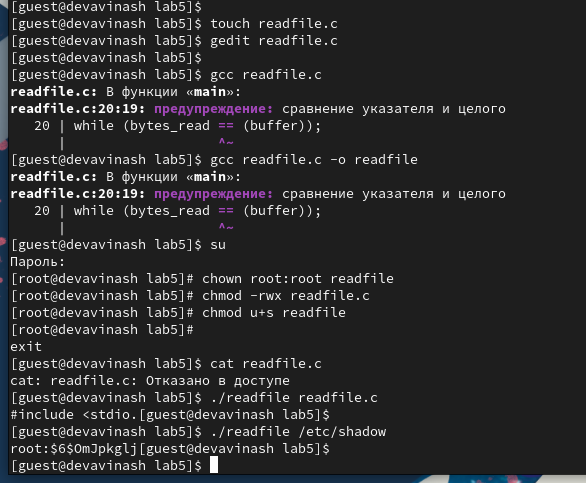 [guest@devavinash lab5]$
[guest@devavinash lab5]$ touch readfile.c
[guest@devavinash lab5]$ gedit readfile.c
[guest@devavinash lab5]$
[guest@devavinash lab5]$ gcc readfile.c
readfile.c: В функции «main»:
readfile.c:20:19: предупреждение: сравнение указателя и целого
   20 | while (bytes_read == (buffer));
      |                   ^~
[guest@devavinash lab5]$ gcc readfile.c -o readfile
readfile.c: В функции «main»:
readfile.c:20:19: предупреждение: сравнение указателя и целого
   20 | while (bytes_read == (buffer));
      |                   ^~
[guest@devavinash lab5]$ su
Пароль:
[root@devavinash lab5]# chown root:root readfile
[root@devavinash lab5]# chmod -rwx readfile.c
[root@devavinash lab5]# chmod u+s readfile
[root@devavinash lab5]#
exit
[guest@devavinash lab5]$ cat readfile.c
cat: readfile.c: Отказано в доступе
[guest@devavinash lab5]$ ./readfile readfile.c
#include <stdio.[guest@devavinash lab5]$
[guest@devavinash lab5]$ ./readfile /etc/shadow
root:$6$OmJpkglj[guest@devavinash lab5]$
[guest@devavinash lab5]$